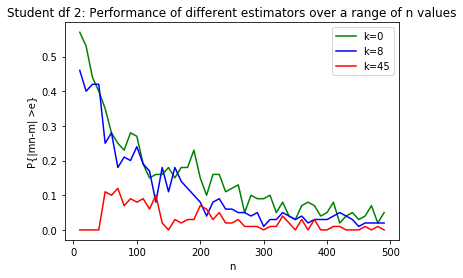 Student df 2: Performance of different estimators over a range of n values
k=0
k=8
k=45
P{|mn-m| >e}
0.5
0.4
0.3
0.2
0.1
0.0
0 100 200 300 400 500
n